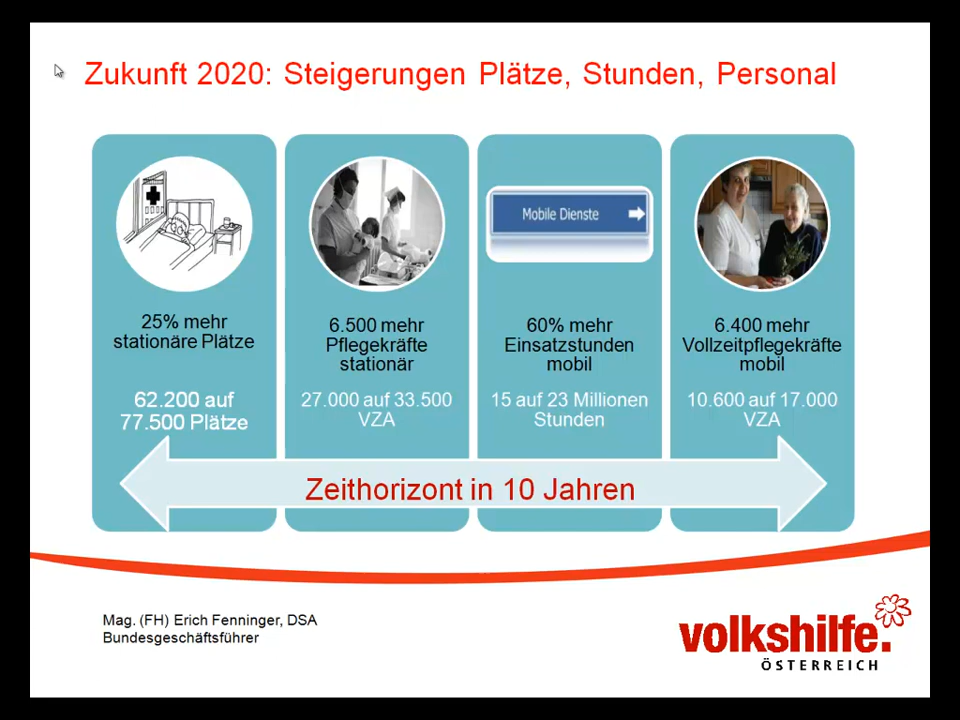 Zukunft 2020: Steigerungen Plätze, Stunden, Personal
25% mehr
stationäre Plätze
62.200 auf
77.500 Plätze
6.500 mehr
Pflegekräfte
stationär
27.000 auf 33.500
VZA
Mobile Dienste
60% mehr
Einsatzstunden
mobil
15 auf 23 Millionen
Stunden
6.400 mehr
Vollzeitpflegekräfte
mobil
10.600 auf 17.000
VZA
Zeithorizont in 10 Jahren
Mag. (FH) Erich Fenninger, DSA
Bundesgeschäftsführer
volkshilfe.
ÖSTERREICH